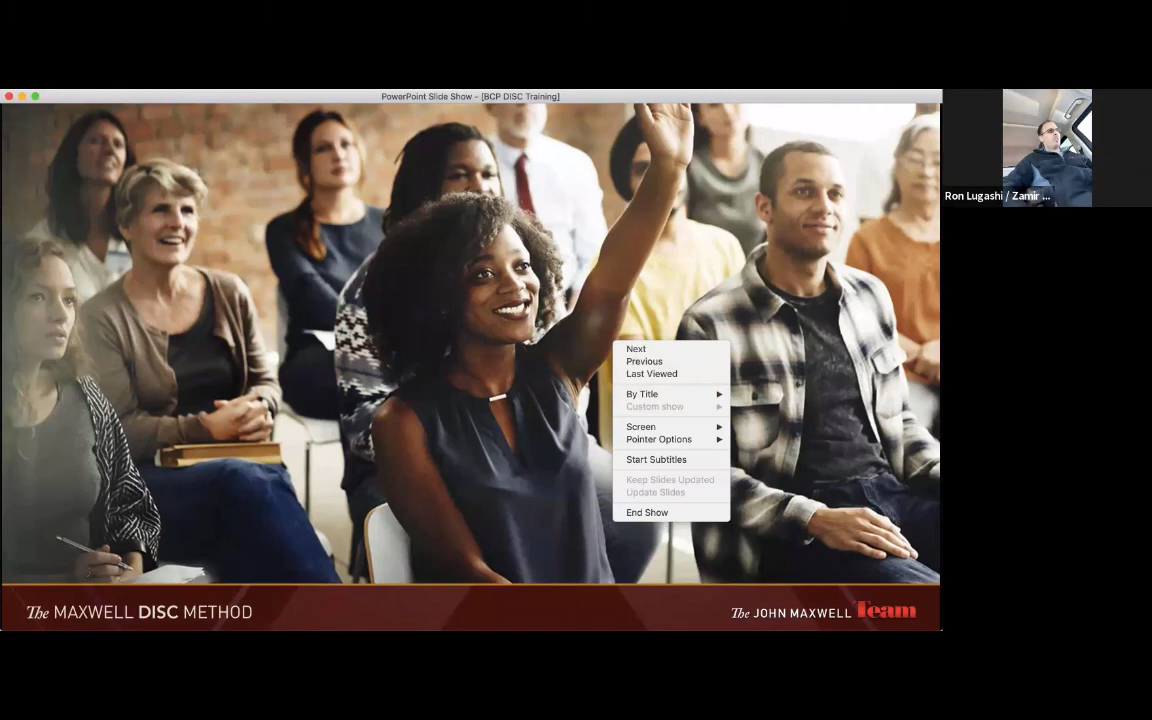 PowerPoint Slide Show - [BCP DISC Training]
Ron Lugashi / Zamir ...
Next
Previous
Last Viewed
By Title
Custom show
Screen
Pointer Options
Start Subtitles
Keep Slides Updated
Update Slides
End Show
The MAXWELL DISC METHOD
The JOHN MAXWELL Team